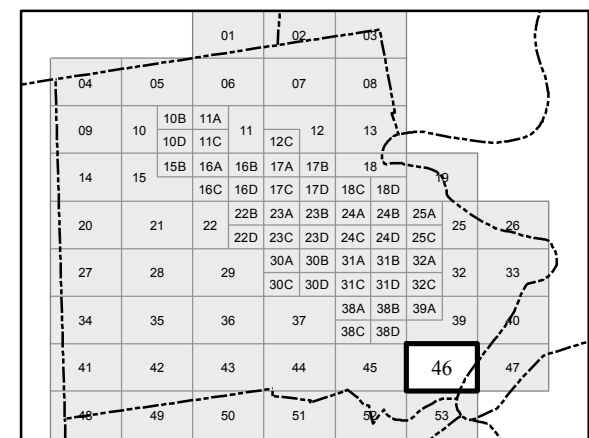 01 02 03
04 05 06 07 08
10B 11A
09 10 11 12 13
10D 11C 12C
15B 16A 16B 17A 17B 18
14 15 19
16C 16D 17C 17D 18C 18D
22B 23A 23B 24A 24B 25A
20 21 22 25 26
22D 23C 23D 24C 24D 25C
30A 30B 31A 31B 32A
27 28 29 32 33
30C 30D 31C 31D 32C
38A 38B 39A
34 35 36 37 39 40
38C 38D
41 42 43 44 45 46 47
48 49 50 51 52 53